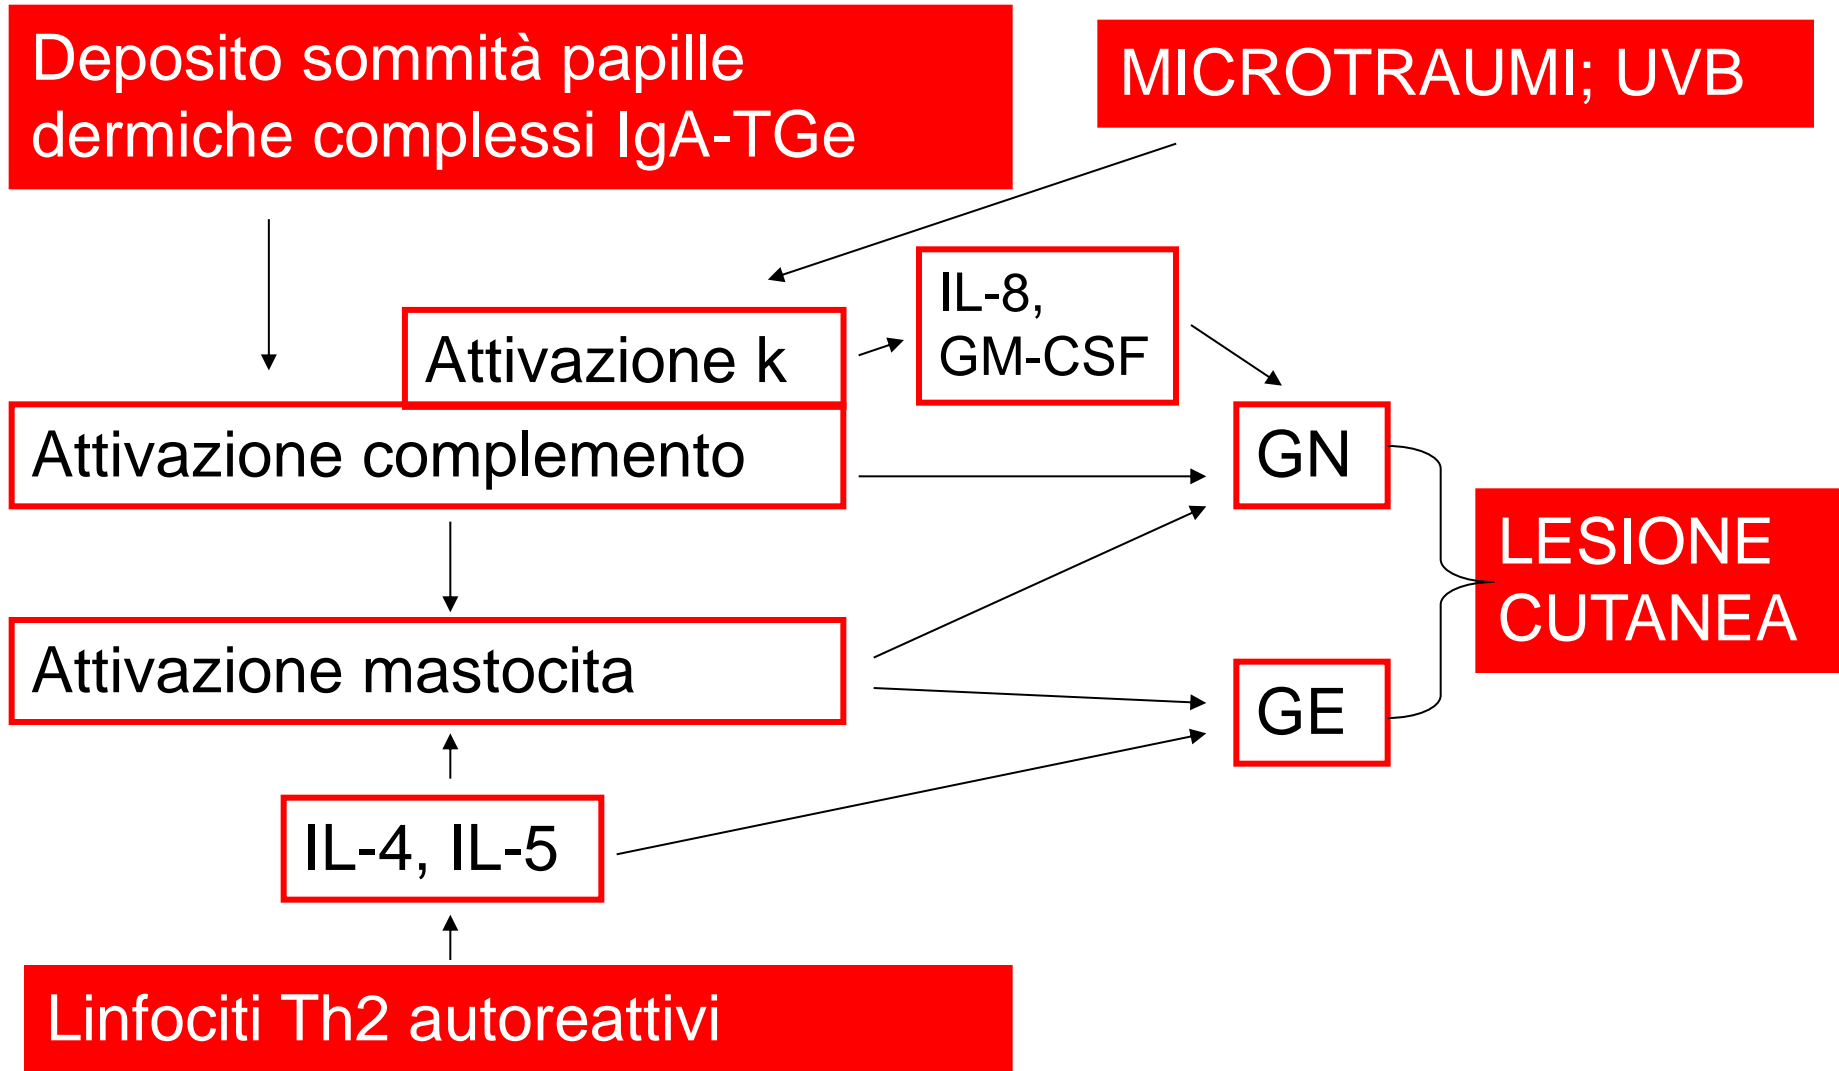 Deposito sommità papille
dermiche complessi IgA-TGe
MICROTRAUMI; UVB
IL-8,
GM-CSF
Attivazione k
Attivazione complemento
GN
LESIONE
CUTANEA
Attivazione mastocita
GE
IL-4, IL-5
Linfociti Th2 autoreattivi